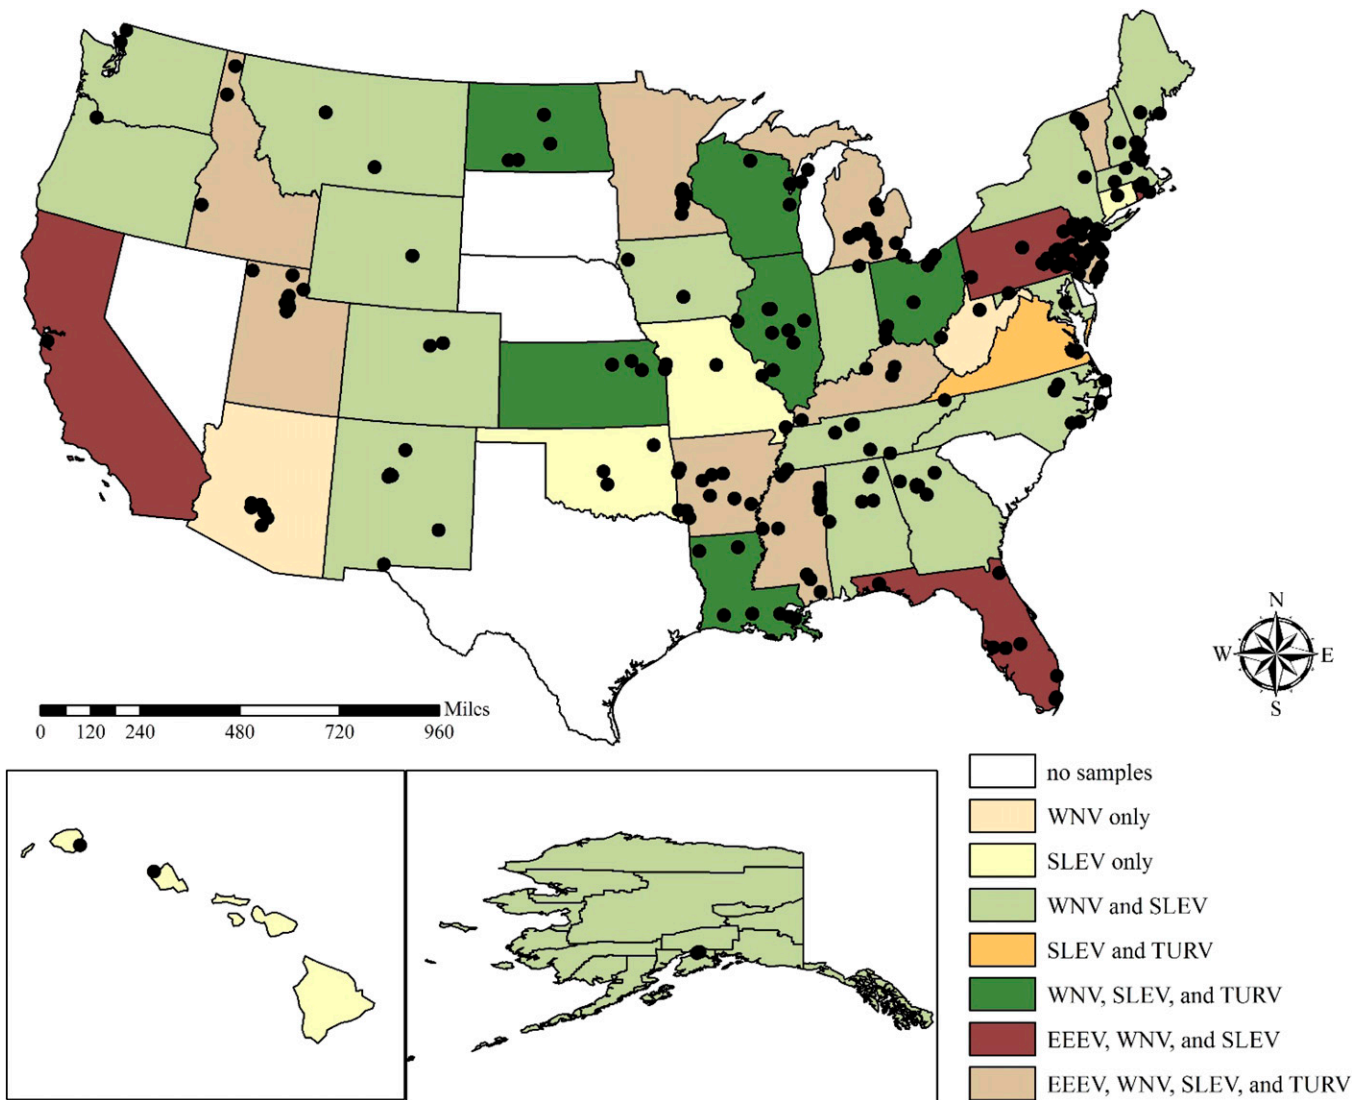 N
W E
S
Miles
0 120 240 480 720 960
no samples
WNV only
SLEV only
WNV and SLEV
SLEV and TURV
WNV, SLEV, and TURV
EEEV, WNV, and SLEV
EEEV, WNV, SLEV, and TURV